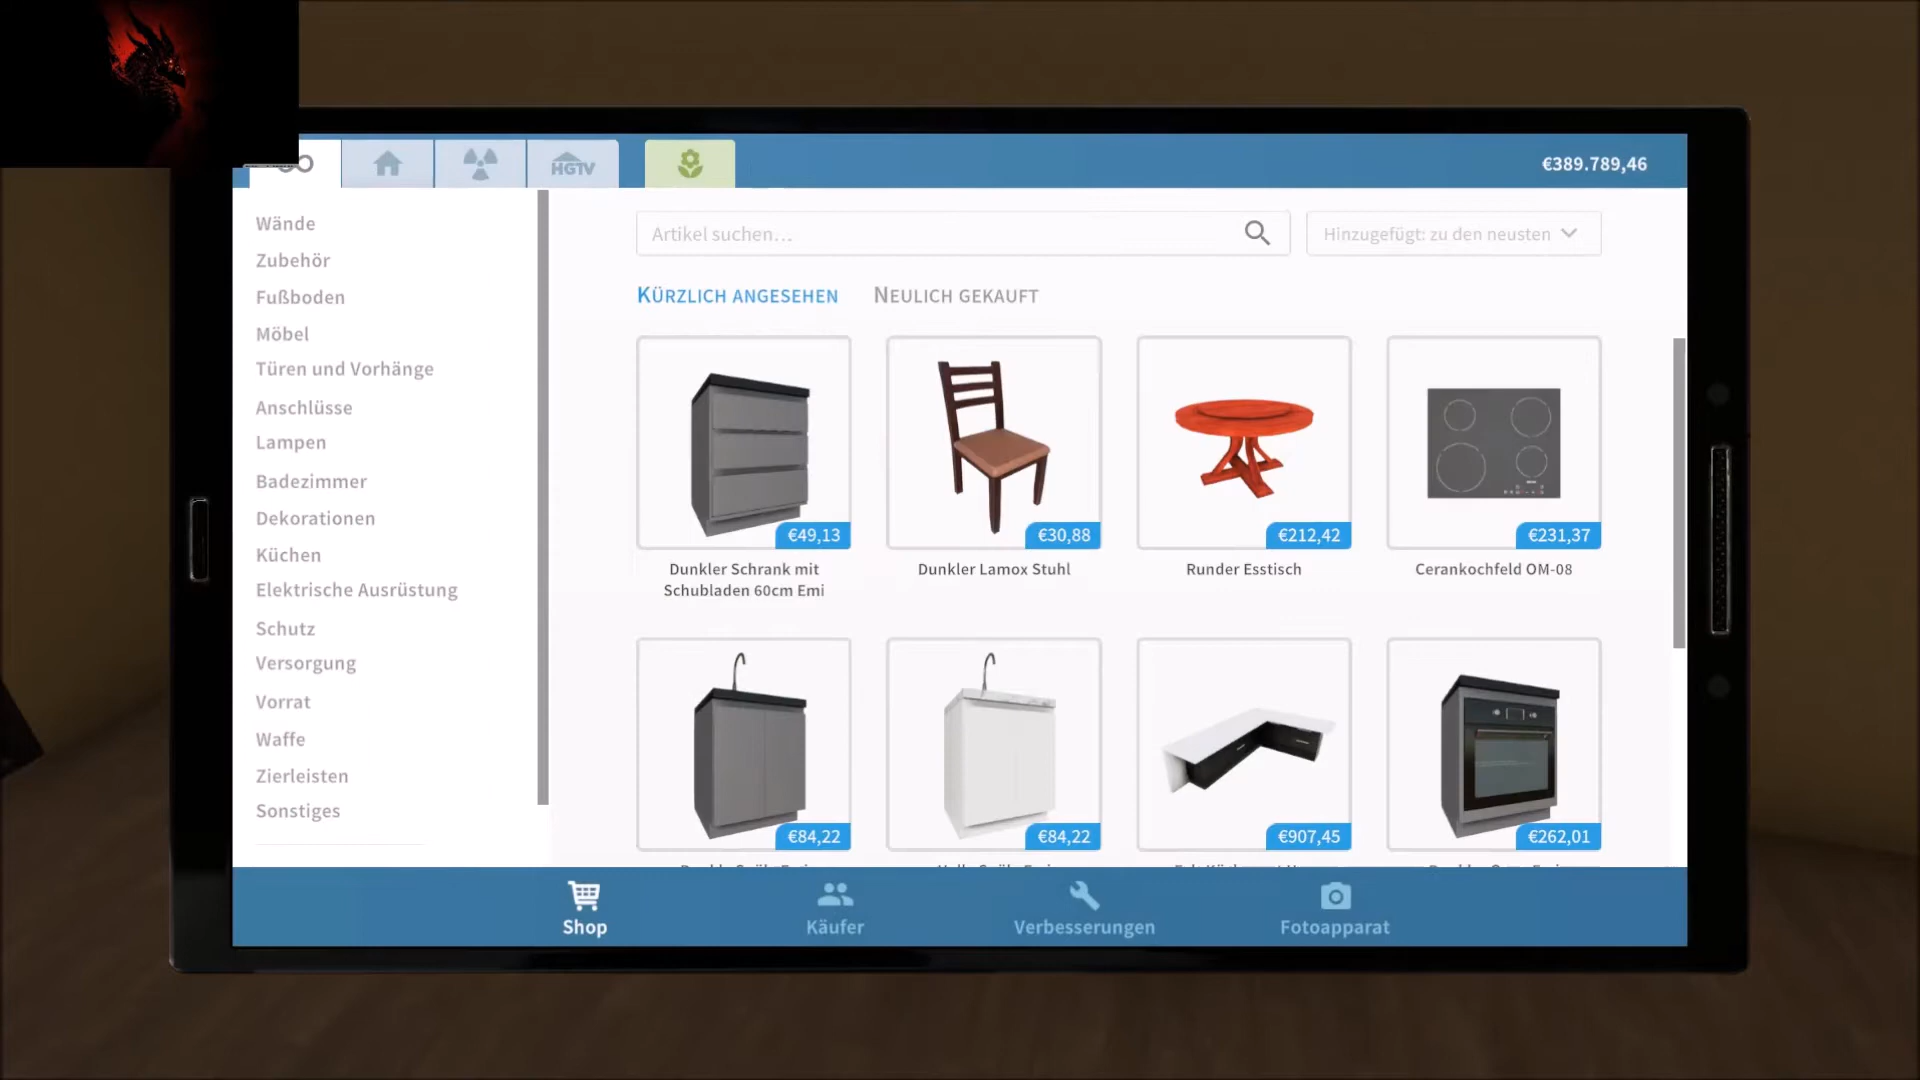 HGTV
€389.789,46
Wände
Zubehör
Fußboden
Möbel
Türen und Vorhänge
Anschlüsse
Lampen
Badezimmer
Dekorationen
Küchen
Elektrische Ausrüstung
Schutz
Versorgung
Vorrat
Waffe
Zierleisten
Sonstiges
Artikel suchen…
Hinzugefügt: zu den neusten
KÜRZLICH ANGESEHEN
NEULICH GEKAUFT
€49,13
€30,88
€212,42
€231,37
Dunkler Schrank mit
Schubladen 60cm Emi
Dunkler Lamox Stuhl
Runder Esstisch
Cerankochfeld OM-08
€84,22
€84,22
€907,45
€262,01
Shop
Käufer
Verbesserungen
Fotoapparat